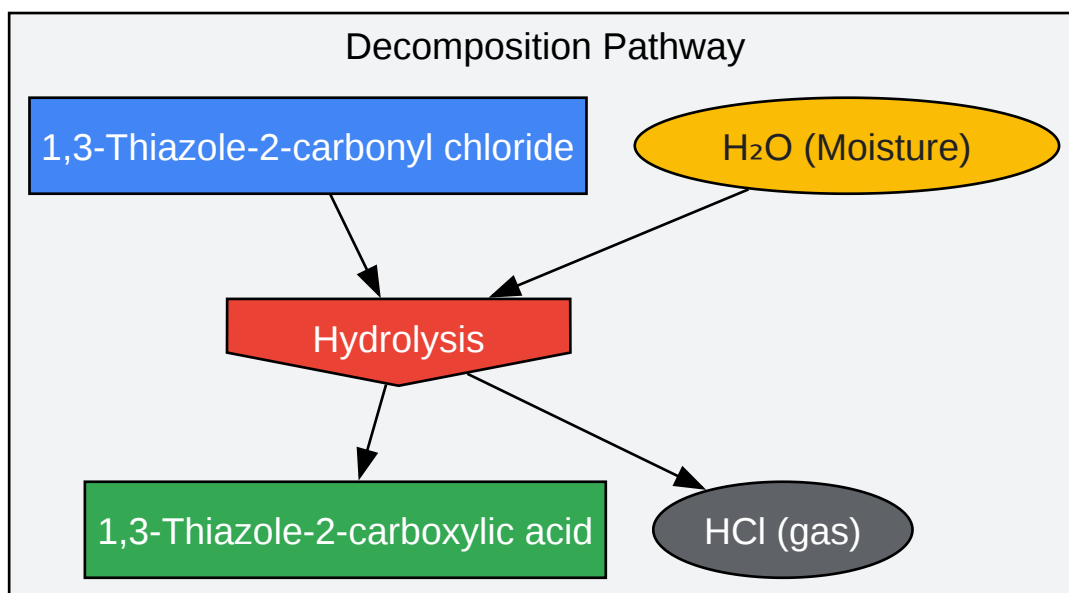 Decomposition Pathway
1,3-Thiazole-2-carbonyl chloride
H₂O (Moisture)
Hydrolysis
1,3-Thiazole-2-carboxylic acid
HCl (gas)